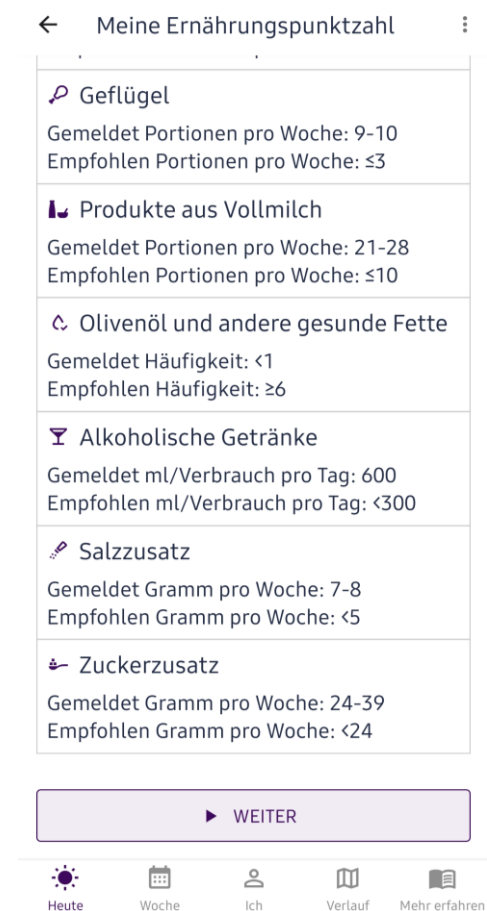 Meine Ernährungspunktzahl
Geflügel
Gemeldet Portionen pro Woche: 9-10
Empfohlen Portionen pro Woche: ≤3
Produkte aus Vollmilch
Gemeldet Portionen pro Woche: 21-28
Empfohlen Portionen pro Woche: ≤10
Olivenöl und andere gesunde Fette
Gemeldet Häufigkeit: <1
Empfohlen Häufigkeit: ≥6
Alkoholische Getränke
Gemeldet ml/Verbrauch pro Tag: 600
Empfohlen ml/Verbrauch pro Tag: <300
Salzzusatz
Gemeldet Gramm pro Woche: 7-8
Empfohlen Gramm pro Woche: <5
Zuckerzusatz
Gemeldet Gramm pro Woche: 24-39
Empfohlen Gramm pro Woche: <24
WEITER
Heute Woche Ich Verlauf Mehr erfahren